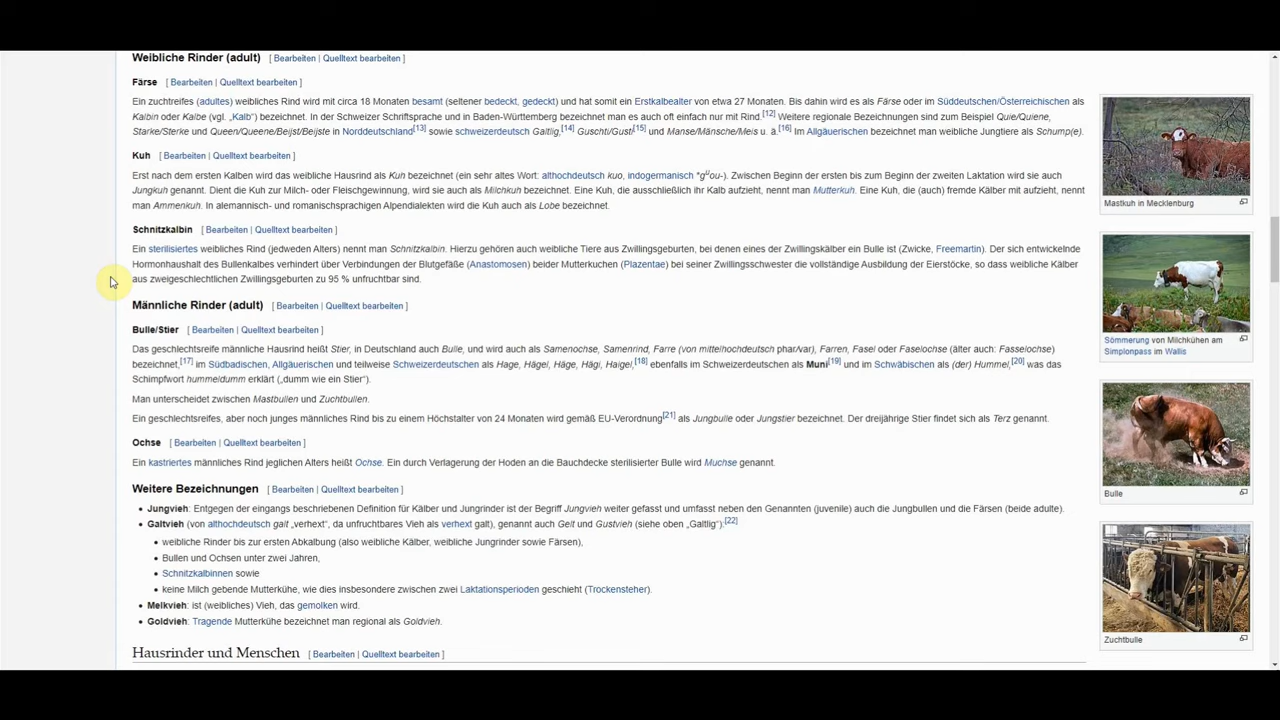 Weibliche Rinder (adult) [ Bearbeiten | Quelltext bearbeiten ]
Färse [ Bearbeiten | Quelltext bearbeiten ]
Ein zuchtreifes (adultes) weibliches Rind wird mit circa 18 Monaten besamt (seltener bedeckt, gedeckt) und hat somit ein Erstkalbealter von etwa 27 Monaten. Bis dahin wird es als Färse oder im Süddeutschen/Österreichischen als
Kalbin oder Kalbe (vgl. „Kalb“) bezeichnet. In der Schweizer Schriftsprache und in Baden-Württemberg bezeichnet man es auch oft einfach nur mit Rind.[12] Weitere regionale Bezeichnungen sind zum Beispiel Quie/Quiene,
Starke/Sterke und Queen/Queene/Beijst/Beijste in Norddeutschland[13] sowie schweizerdeutsch Galtlig,[14] Guschti/Gusti[15] und Manse/Mänsche/Meis u. ä.[16] Im Allgäuerischen bezeichnet man weibliche Jungtiere als Schump(e).
Kuh [ Bearbeiten | Quelltext bearbeiten ]
Erst nach dem ersten Kalben wird das weibliche Hausrind als Kuh bezeichnet (ein sehr altes Wort: althochdeutsch kuo, indogermanisch *gᵘou-). Zwischen Beginn der ersten bis zum Beginn der zweiten Laktation wird sie auch
Jungkuh genannt. Dient die Kuh zur Milch- oder Fleischgewinnung, wird sie auch als Milchkuh bezeichnet. Eine Kuh, die ausschließlich ihr Kalb aufzieht, nennt man Mutterkuh. Eine Kuh, die (auch) fremde Kälber mit aufzieht, nennt
man Ammenkuh. In alemannisch- und romanischsprachigen Alpendialekten wird die Kuh auch als Lobe bezeichnet.
Schnitzkalbin [ Bearbeiten | Quelltext bearbeiten ]
Ein sterilisiertes weibliches Rind (jedweden Alters) nennt man Schnitzkalbin. Hierzu gehören auch weibliche Tiere aus Zwillingsgeburten, bei denen eines der Zwillingskälber ein Bulle ist (Zwicke, Freemartin). Der sich entwickelnde
Hormonhaushalt des Bullenkalbes verhindert über Verbindungen der Blutgefäße (Anastomosen) beider Mutterkuchen (Plazentae) bei seiner Zwillingsschwester die vollständige Ausbildung der Eierstöcke, so dass weibliche Kälber
aus zweigeschlechtlichen Zwillingsgeburten zu 95 % unfruchtbar sind.
Männliche Rinder (adult) [ Bearbeiten | Quelltext bearbeiten ]
Bulle/Stier [ Bearbeiten | Quelltext bearbeiten ]
Das geschlechtsreife männliche Hausrind heißt Stier, in Deutschland auch Bulle, und wird auch als Samenochse, Samenrind, Farre (von mittelhochdeutsch phar/var), Farren, Fasel oder Faselochse (älter auch: Fasselochse)
bezeichnet,[17] im Südbadischen, Allgäuerischen und teilweise Schweizerdeutschen als Hage, Hägel, Häge, Hägi, Haigel,[18] ebenfalls im Schweizerdeutschen als Muni[19] und im Schwäbischen als (der) Hummel,[20] was das
Schimpfwort hummeldumm erklärt („dumm wie ein Stier“).
Man unterscheidet zwischen Mastbullen und Zuchtbullen.
Ein geschlechtsreifes, aber noch junges männliches Rind bis zu einem Höchstalter von 24 Monaten wird gemäß EU-Verordnung[21] als Jungbulle oder Jungstier bezeichnet. Der dreijährige Stier findet sich als Terz genannt.
Ochse [ Bearbeiten | Quelltext bearbeiten ]
Ein kastriertes männliches Rind jeglichen Alters heißt Ochse. Ein durch Verlagerung der Hoden an die Bauchdecke sterilisierter Bulle wird Muchse genannt.
Weitere Bezeichnungen [ Bearbeiten | Quelltext bearbeiten ]
• Jungvieh: Entgegen der eingangs beschriebenen Definition für Kälber und Jungrinder ist der Begriff Jungvieh weiter gefasst und umfasst neben den Genannten (juvenile) auch die Jungbullen und die Färsen (beide adulte).
• Galtvieh (von althochdeutsch galt „verhext“, da unfruchtbares Vieh als verhext galt), genannt auch Gelt und Gustvieh (siehe oben „Galtlig“):[22]
• weibliche Rinder bis zur ersten Abkalbung (also weibliche Kälber, weibliche Jungrinder sowie Färsen),
• Bullen und Ochsen unter zwei Jahren,
• Schnitzkalbinnen sowie
• keine Milch gebende Mutterkühe, wie dies insbesondere zwischen zwei Laktationsperioden geschieht (Trockensteher).
• Melkvieh: ist (weibliches) Vieh, das gemolken wird.
• Goldvieh: Tragende Mutterkühe bezeichnet man regional als Goldvieh.
Hausrinder und Menschen [ Bearbeiten | Quelltext bearbeiten ]
Mastkuh in Mecklenburg
Sömmerung von Milchkühen am
Simplonpass im Wallis
Bulle
Zuchtbulle